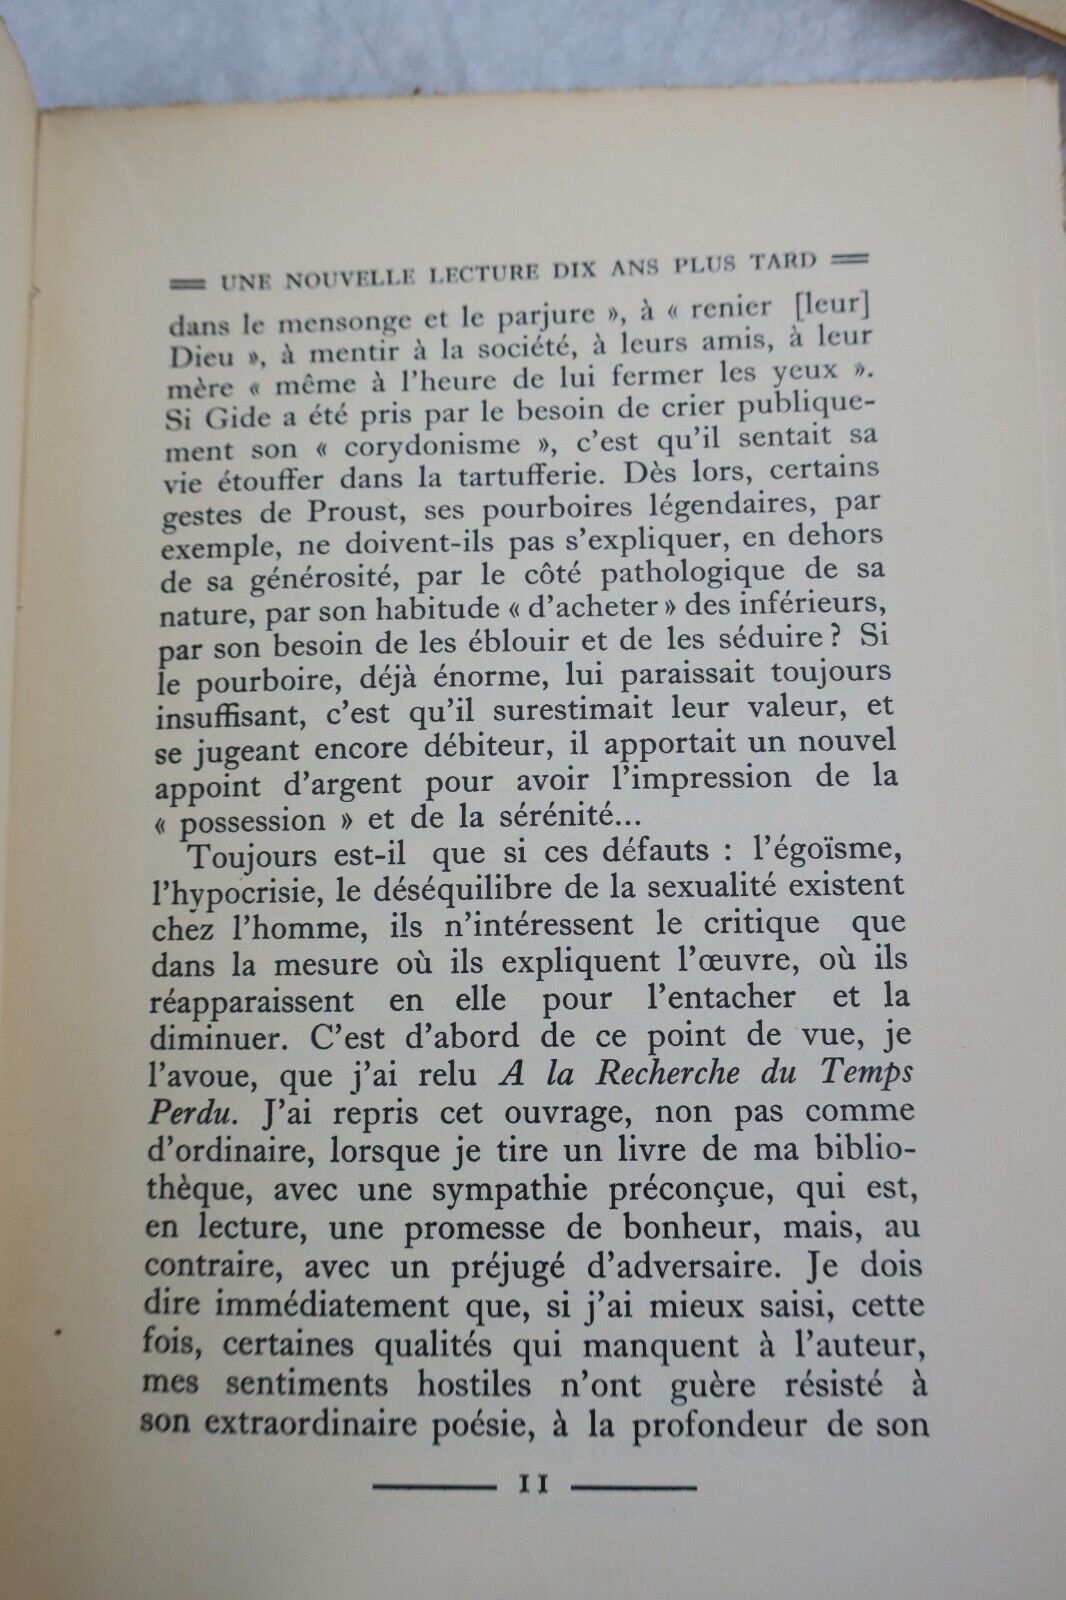 UNE NOUVELLE LECTURE DIX ANS PLUS TARD
dans le mensonge et le parjure », à « renier [leur]
Dieu », à mentir à la société, à leurs amis, à leur
mère « même à l'heure de lui fermer les yeux ».
Si Gide a été pris par le besoin de crier publique-
ment son « corydonisme », c'est qu'il sentait sa
vie étouffer dans la tartufferie. Dès lors, certains
gestes de Proust, ses pourboires légendaires, par
exemple, ne doivent-ils pas s'expliquer, en dehors
de sa générosité, par le côté pathologique de sa
nature, par son habitude « d'acheter » des inférieurs,
par son besoin de les éblouir et de les séduire ? Si
le pourboire, déjà énorme, lui paraissait toujours
insuffisant, c'est qu'il surestimait leur valeur, et
se jugeant encore débiteur, il apportait un nouvel
appoint d'argent pour avoir l'impression de la
« possession » et de la sérénité...
Toujours est-il que si ces défauts : l'égoïsme,
l'hypocrisie, le déséquilibre de la sexualité existent
chez l'homme, ils n'intéressent le critique que
dans la mesure où ils expliquent l'œuvre, où ils
réapparaissent en elle pour l'entacher et la
diminuer. C'est d'abord de ce point de vue, je
l'avoue, que j'ai relu A la Recherche du Temps
Perdu. J'ai repris cet ouvrage, non pas comme
d'ordinaire, lorsque je tire un livre de ma biblio-
thèque, avec une sympathie préconçue, qui est,
en lecture, une promesse de bonheur, mais, au
contraire, avec un préjugé d'adversaire. Je dois
dire immédiatement que, si j'ai mieux saisi, cette
fois, certaines qualités qui manquent à l'auteur,
mes sentiments hostiles n'ont guère résisté à
son extraordinaire poésie, à la profondeur de son
11